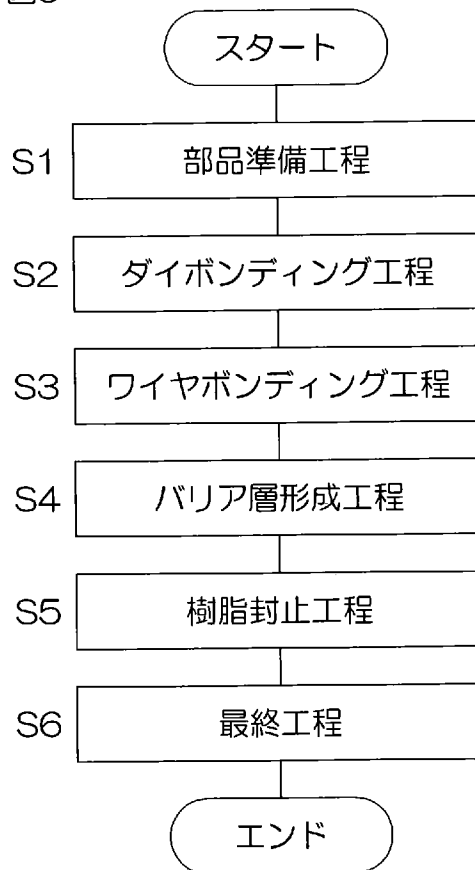 スタート
S1 部品準備工程
S2 ダイボンディング工程
S3 ワイヤボンディング工程
S4 バリア層形成工程
S5 樹脂封止工程
S6 最終工程
エンド